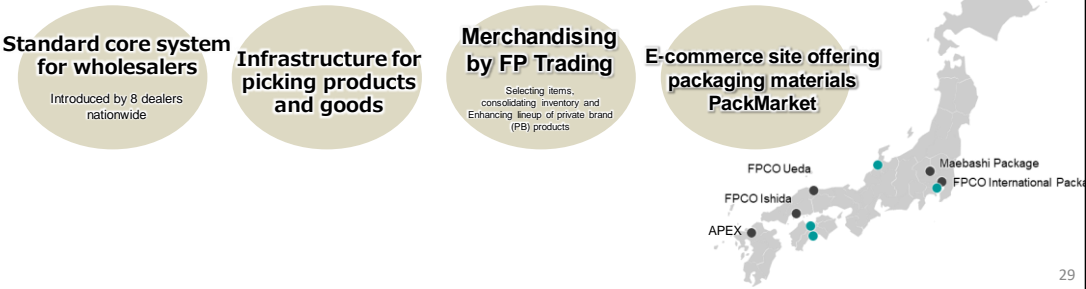 Standard core system
for wholesalers
Introduced by 8 dealers
nationwide
Infrastructure for
picking products
and goods
Merchandising
by FP Trading
Selecting items,
consolidating inventory and
Enhancing lineup of private brand
(PB) products
E-commerce site offering
packaging materials
PackMarket
FPCO Ueda
Maebashi Package
FPCO International Packa
FPCO Ishida
APEX
29